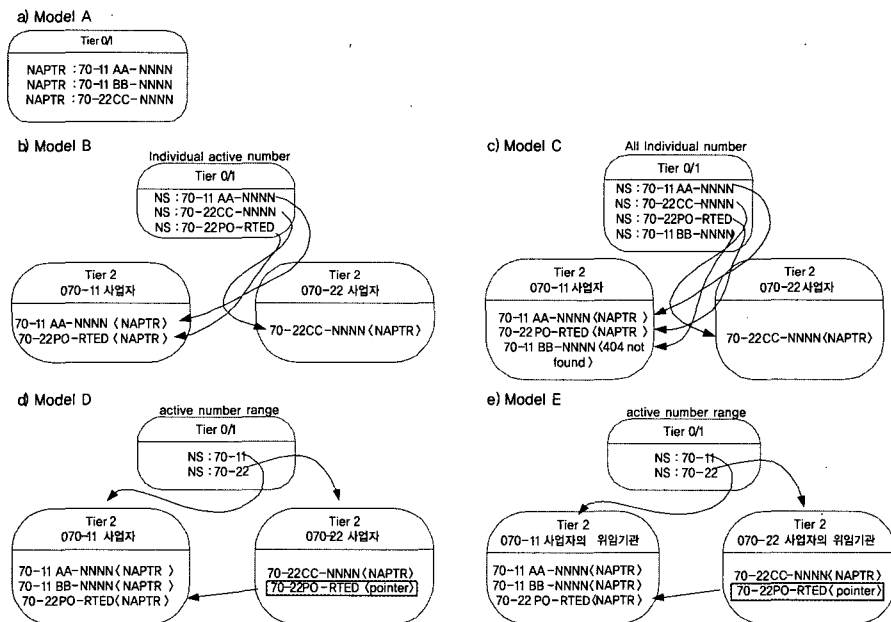 a) Model A
Tier 0/1
NAPTR : 70-11 AA-NNNN
NAPTR : 70-11 BB-NNNN
NAPTR : 70-22CC-NNNN
b) Model B
Individual active number
Tier 0/1
NS : 70-11 AA-NNNN
NS : 70-22CC-NNNN
NS : 70-22PO-RTED
Tier 2
070-11 사업자
70-11 AA-NNNN (NAPTR)
70-22PO-RTED (NAPTR)
Tier 2
070-22 사업자
70-22CC-NNNN (NAPTR)
c) Model C
All Individual number
Tier 0/1
NS : 70-11 AA-NNNN
NS : 70-22CC-NNNN
NS : 70-22PO-RTED
NS : 70-11 BB-NNNN
Tier 2
070-11 사업자
70-11 AA-NNNN (NAPTR)
70-22 PO-RTED (NAPTR)
70-11 BB-NNNN (404 not
found)
Tier 2
070-22 사업자
70-22CC-NNNN (NAPTR)
d) Model D
active number range
Tier 0/1
NS : 70-11
NS : 70-22
Tier 2
070-11 사업자
70-11 AA-NNNN (NAPTR)
70-11 BB-NNNN (NAPTR)
70-22PO-RTED (NAPTR)
Tier 2
070-22 사업자
70-22CC-NNNN (NAPTR)
70-22PO-RTED (pointer)
e) Model E
active number range
Tier 0/1
NS : 70-11
NS : 70-22
Tier 2
070-11 사업자의 위임기관
70-11 AA-NNNN (NAPTR)
70-11 BB-NNNN (NAPTR)
70-22 PO-RTED (NAPTR)
Tier 2
070-22 사업자의 위임기관
70-22CC-NNNN (NAPTR)
70-22PO-RTED (pointer)